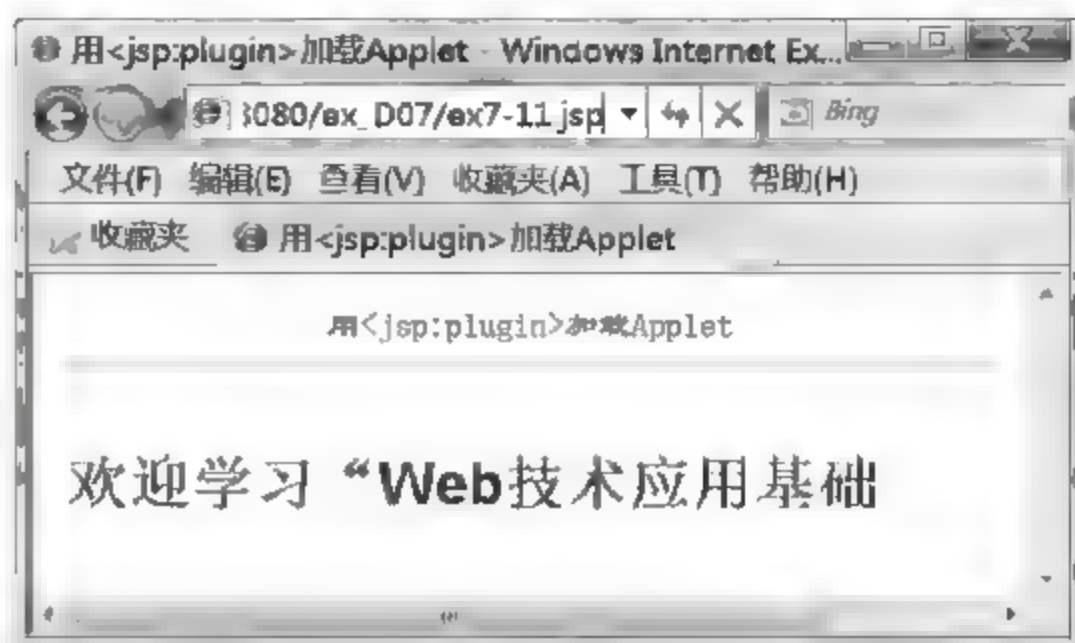 用<jsp:plugin>加载Applet - Windows Internet Ex...
3080/ex_D07/ex7-11.jsp
Bing
文件(F) 编辑(E) 查看(V) 收藏夹(A) 工具(T) 帮助(H)
收藏夹 用<jsp:plugin>加载Applet
用<jsp:plugin>加载Applet
欢迎学习“Web技术应用基础